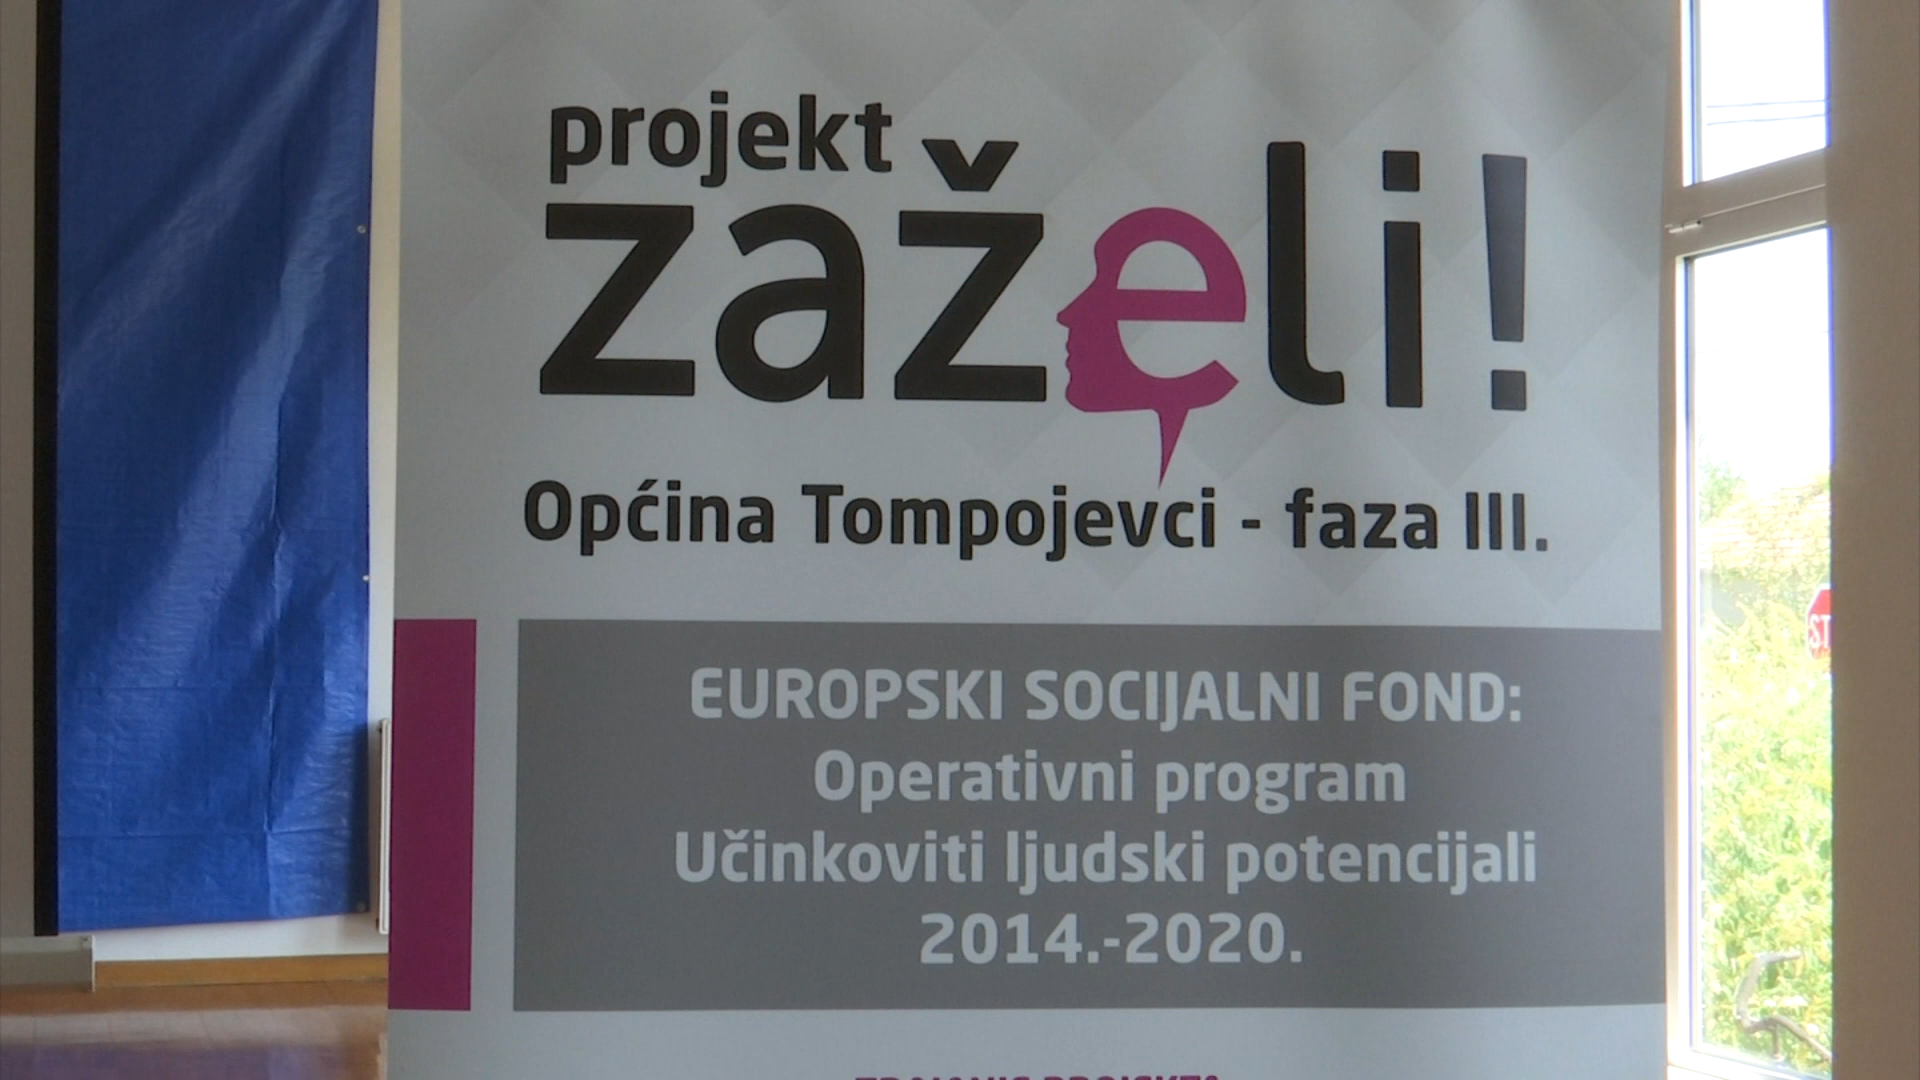 projekt
zaželi!
Općina Tompojevci - faza III.
EUROPSKI SOCIJALNI FOND:
Operativni program
Učinkoviti ljudski potencijali
2014.-2020.